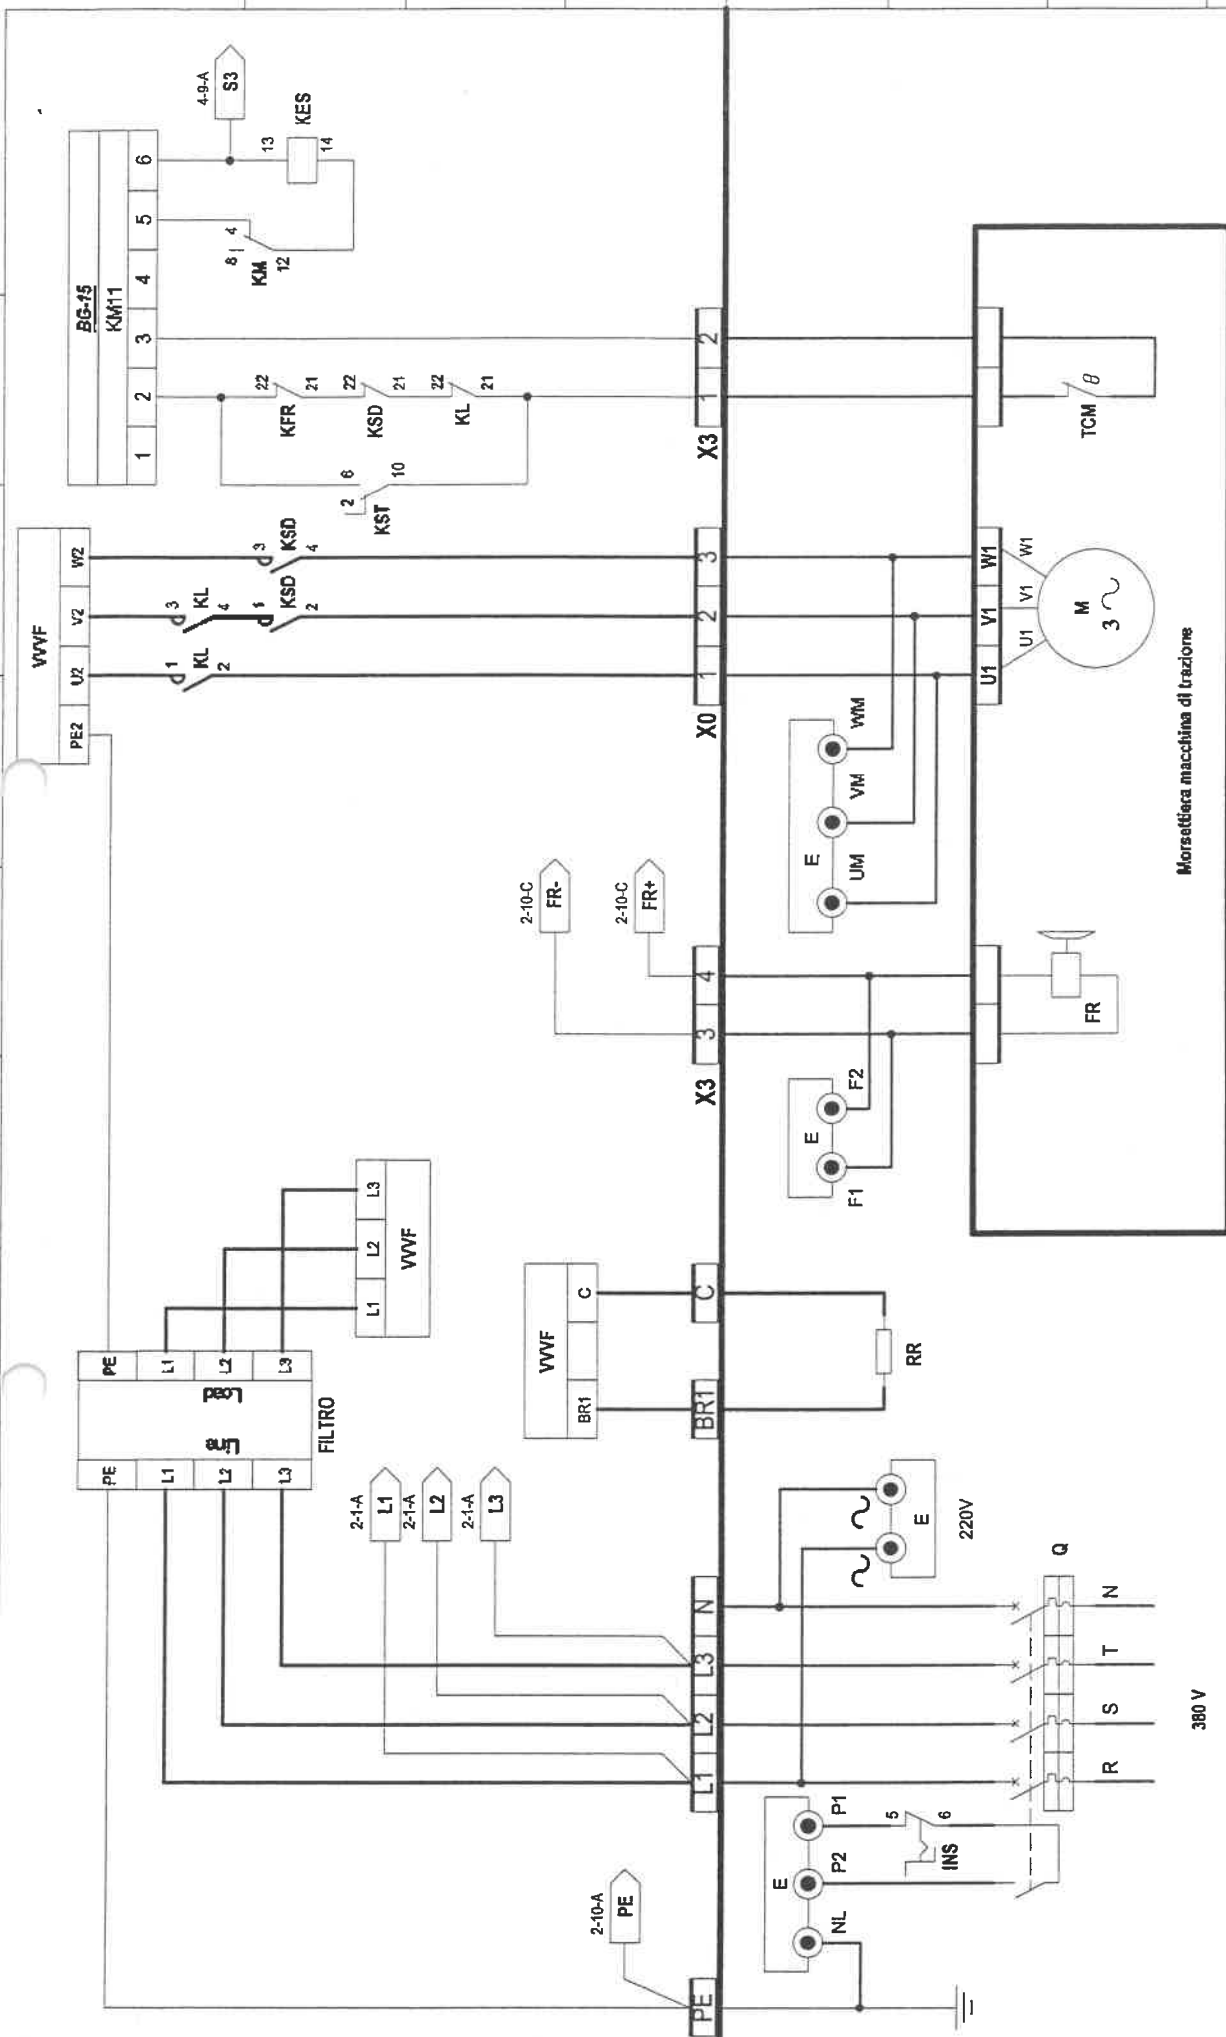 4-9-A
S3
BG-15
KM11
1 2 3 4 5 6
13
KES
14
8 4
KM
12
22
KFR
21
22
KSD
21
22
KL
21
6
2
KST
10
X3
1 2
TCM
θ
VVVF
PE2 U2 V2 W2
1
KL
2
3
KL
4
1
KSD
2
3
KSD
4
X0
1 2 3
E
UM VM WM
U1 V1 W1
U1 V1 W1
M
3
Morsettiera macchina di trazione
2-10-C
FR-
2-10-C
FR+
X3
3 4
E
F1 F2
FR
PE L1 L2 L3
Load
Line
PE L1 L2 L3
FILTRO
L1 L2 L3
VVVF
VVVF
BR1 C
BR1 C
RR
2-1-A
L1
2-1-A
L2
2-1-A
L3
L1 L2 L3 N
E
220V
Q
R S T N
380 V
2-10-A
PE
PE
E
NL P2 P1
5
INS
6